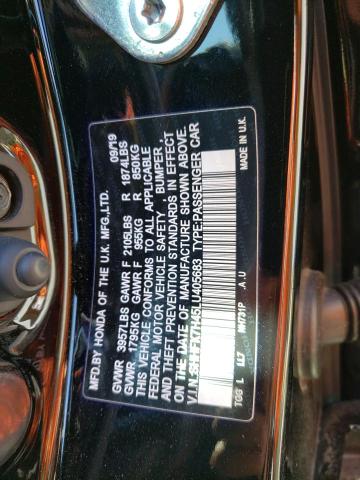 MFD.BY HONDA OF THE U.K. MFG.,LTD. 09/19
GVWR 3957LBS GAWR F 2105LBS R 1874LBS
GVWR 1795KG GAWR F 955KG R 850KG
THIS VEHICLE CONFORMS TO ALL APPLICABLE
FEDERAL MOTOR VEHICLE SAFETY , BUMPER ,
AND THEFT PREVENTION STANDARDS IN EFFECT
ON THE DATE OF MANUFACTURE SHOWN ABOVE.
V.I.N. TYPE:PASSENGER CAR
MADE IN U.K.
TGG L LL7 A U